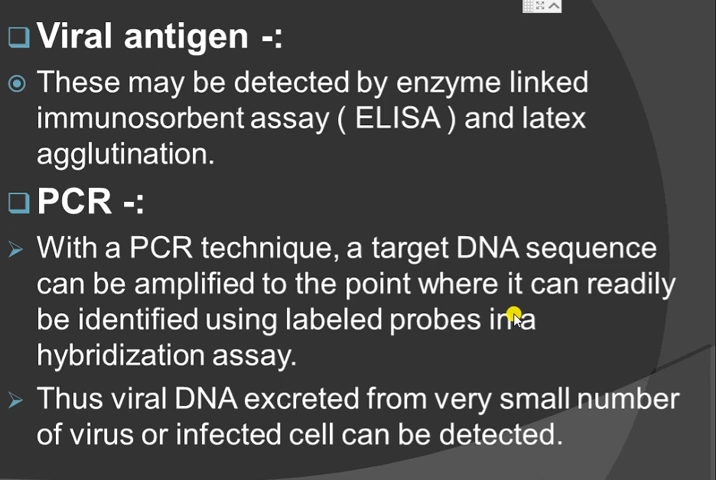 Viral antigen -:
These may be detected by enzyme linked
immunosorbent assay ( ELISA ) and latex
agglutination.
PCR -:
With a PCR technique, a target DNA sequence
can be amplified to the point where it can readily
be identified using labeled probes in a
hybridization assay.
Thus viral DNA excreted from very small number
of virus or infected cell can be detected.